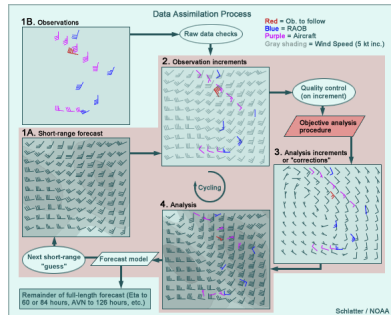 Data Assimilation Process
1B. Observations
Raw data checks
Red = Ob. to follow
Blue = RAOB
Purple = Aircraft
Gray shading = Wind Speed (5 kt inc.)
2. Observation increments
Quality control
(on increment)
Objective analysis
procedure
1A. Short-range forecast
3. Analysis increments
or "corrections"
Cycling
4. Analysis
Next short-range
"guess"
Forecast model
Remainder of full-length forecast (Eta to
60 or 84 hours, AVN to 126 hours, etc.)
Schlatter / NOAA